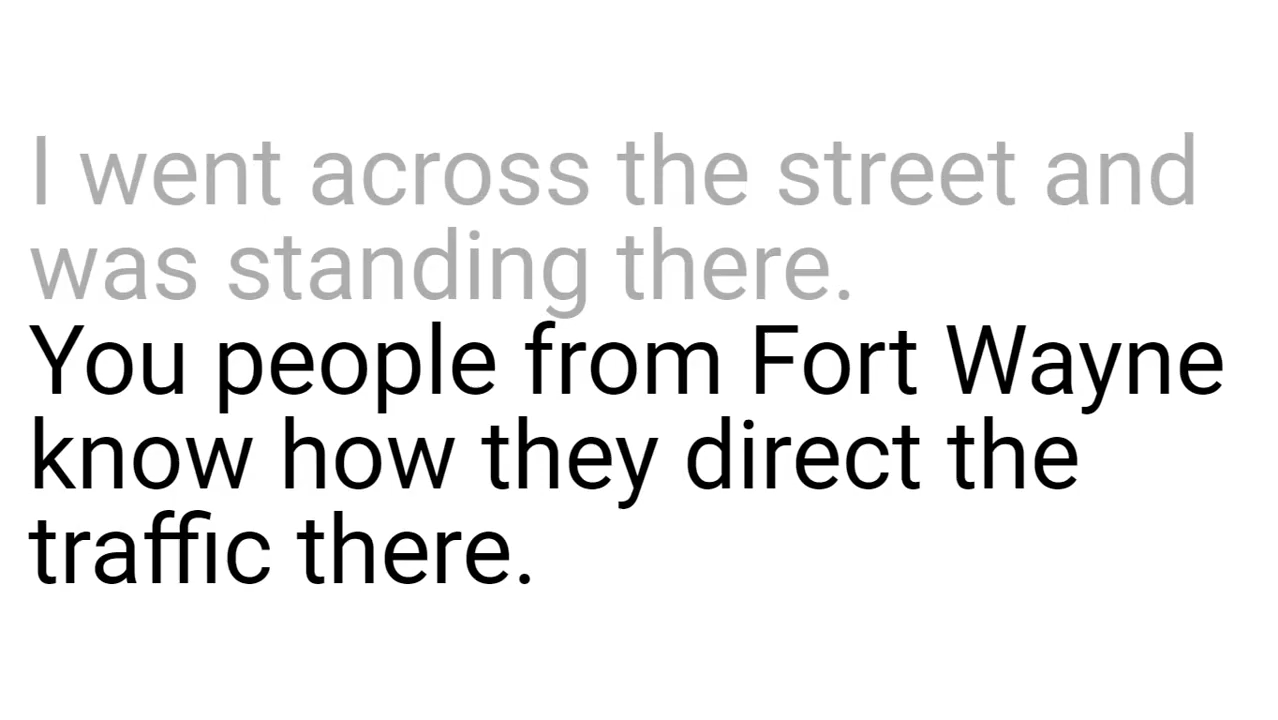 I went across the street and
was standing there.
You people from Fort Wayne
know how they direct the
traffic there.